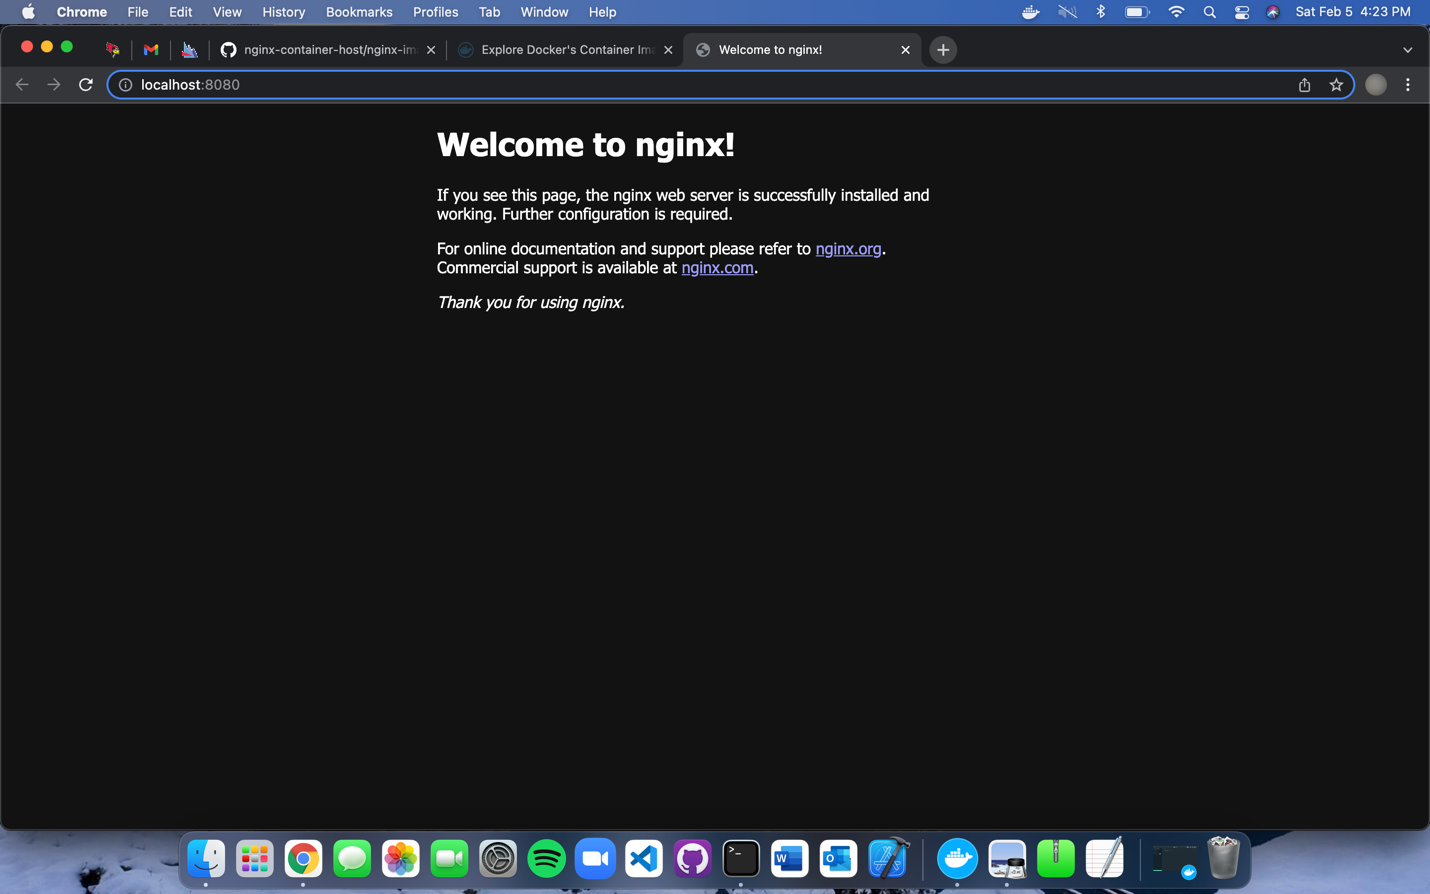 Chrome File Edit View History Bookmarks Profiles Tab Window Help Sat Feb 5 4:23 PM
nginx-container-host/nginx-im Explore Docker's Container Im Welcome to nginx!
localhost:8080
Welcome to nginx!
If you see this page, the nginx web server is successfully installed and
working. Further configuration is required.
For online documentation and support please refer to nginx.org.
Commercial support is available at nginx.com.
Thank you for using nginx.